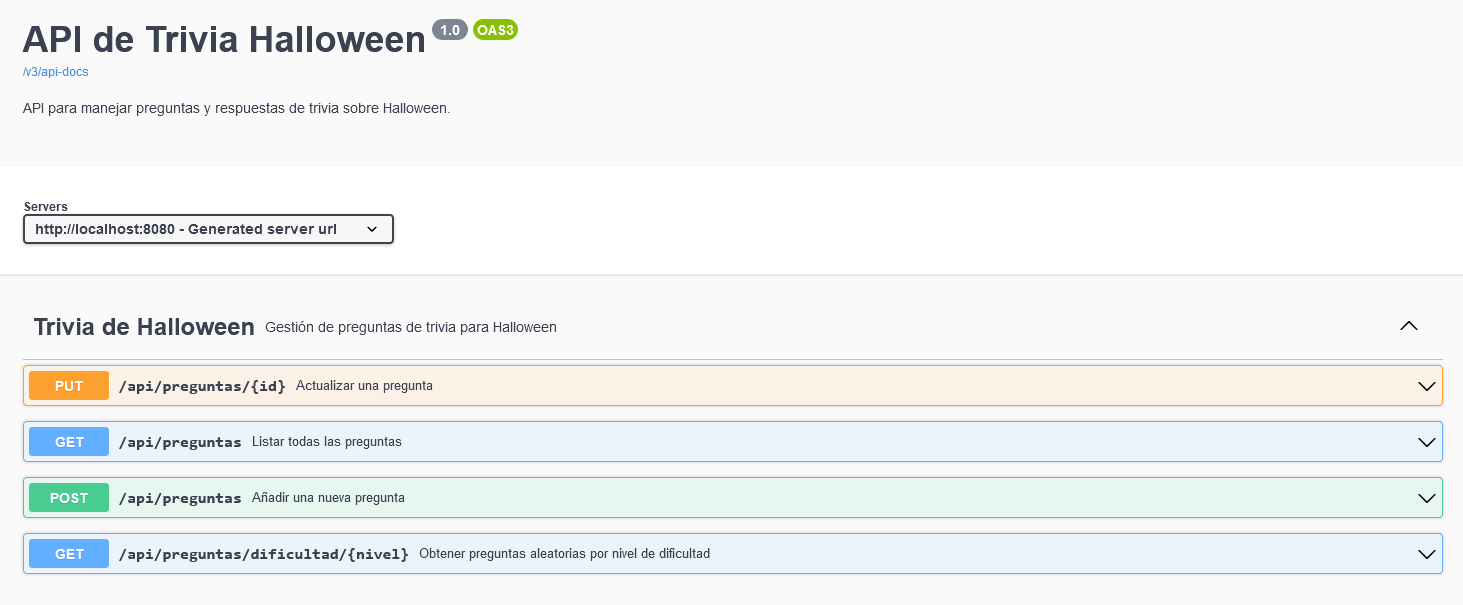 API de Trivia Halloween 1.0 OAS3
/v3/api-docs
API para manejar preguntas y respuestas de trivia sobre Halloween.
Servers
http://localhost:8080 - Generated server url
Trivia de Halloween Gestión de preguntas de trivia para Halloween
PUT /api/preguntas/{id} Actualizar una pregunta
GET /api/preguntas Listar todas las preguntas
POST /api/preguntas Añadir una nueva pregunta
GET /api/preguntas/dificultad/{nivel} Obtener preguntas aleatorias por nivel de dificultad